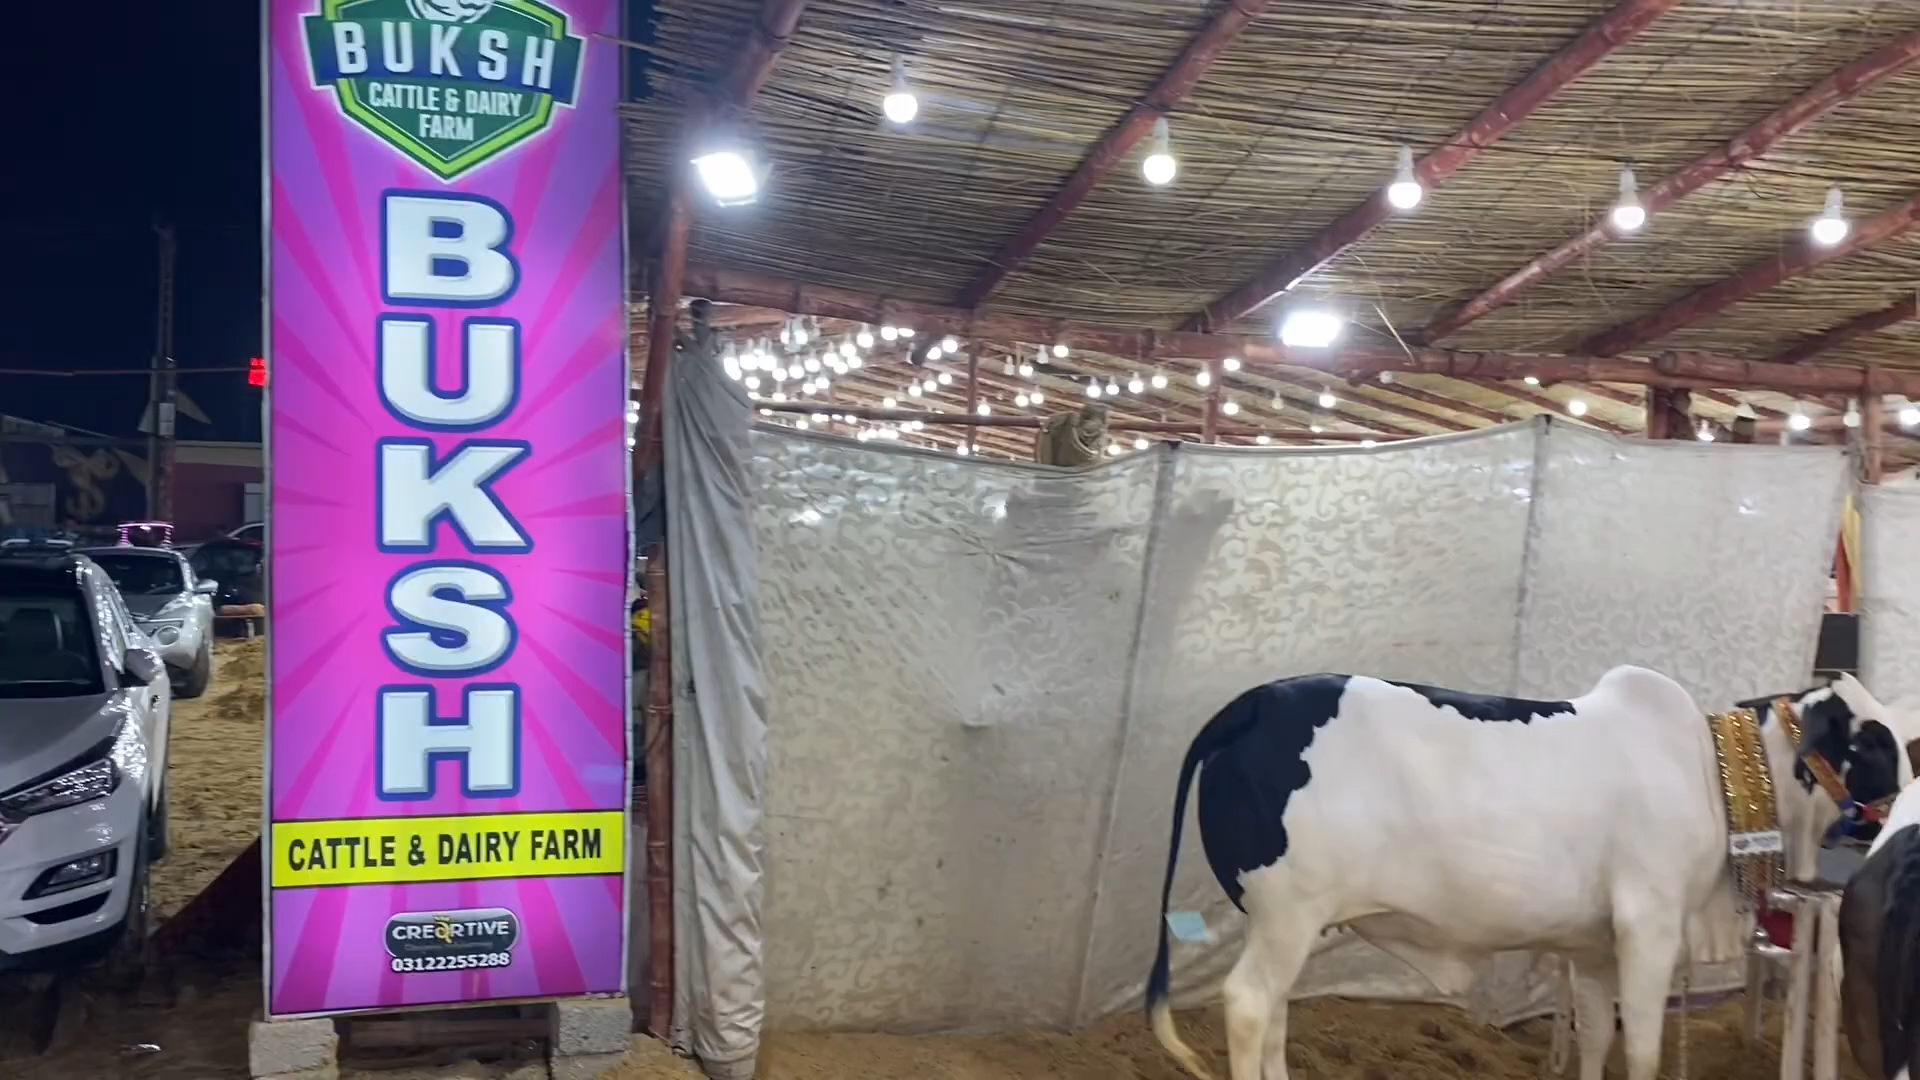 BUKSH
CATTLE & DAIRY
FARM
BUKSH
CATTLE & DAIRY FARM
CREARTIVE
03122255288